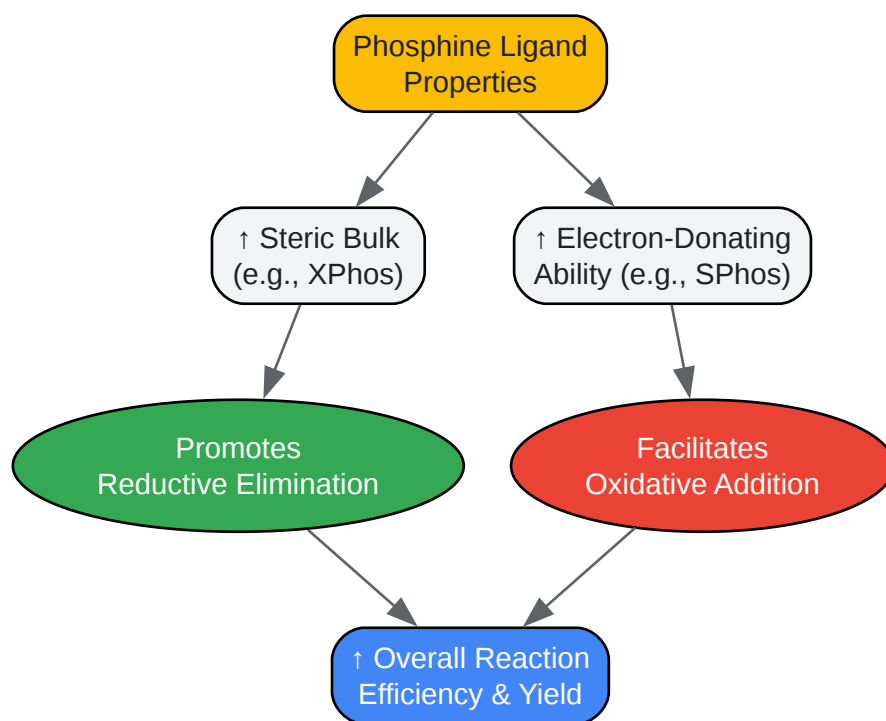 Phosphine Ligand
Properties
↑ Steric Bulk
(e.g., XPhos)
↑ Electron-Donating
Ability (e.g., SPhos)
Promotes
Reductive Elimination
Facilitates
Oxidative Addition
↑ Overall Reaction
Efficiency & Yield